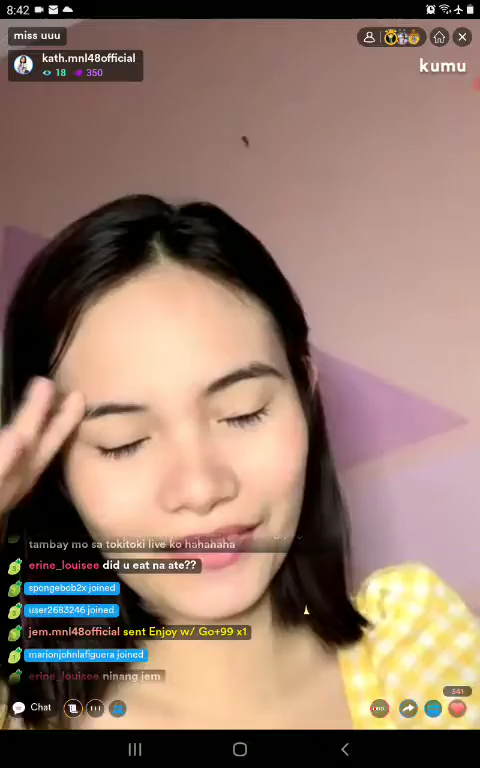 8:42
miss uuu
kath.mnl48official
18 350
kumu
tambay mo sa tokitoki live ko hahahaha
erine_louisee did u eat na ate??
spongebob2x joined
user2683246 joined
jem.mnl48official sent Enjoy w/ Go+99 x1
marionjohnlafiguera joined
erine_louisee ninang jem
341
Chat